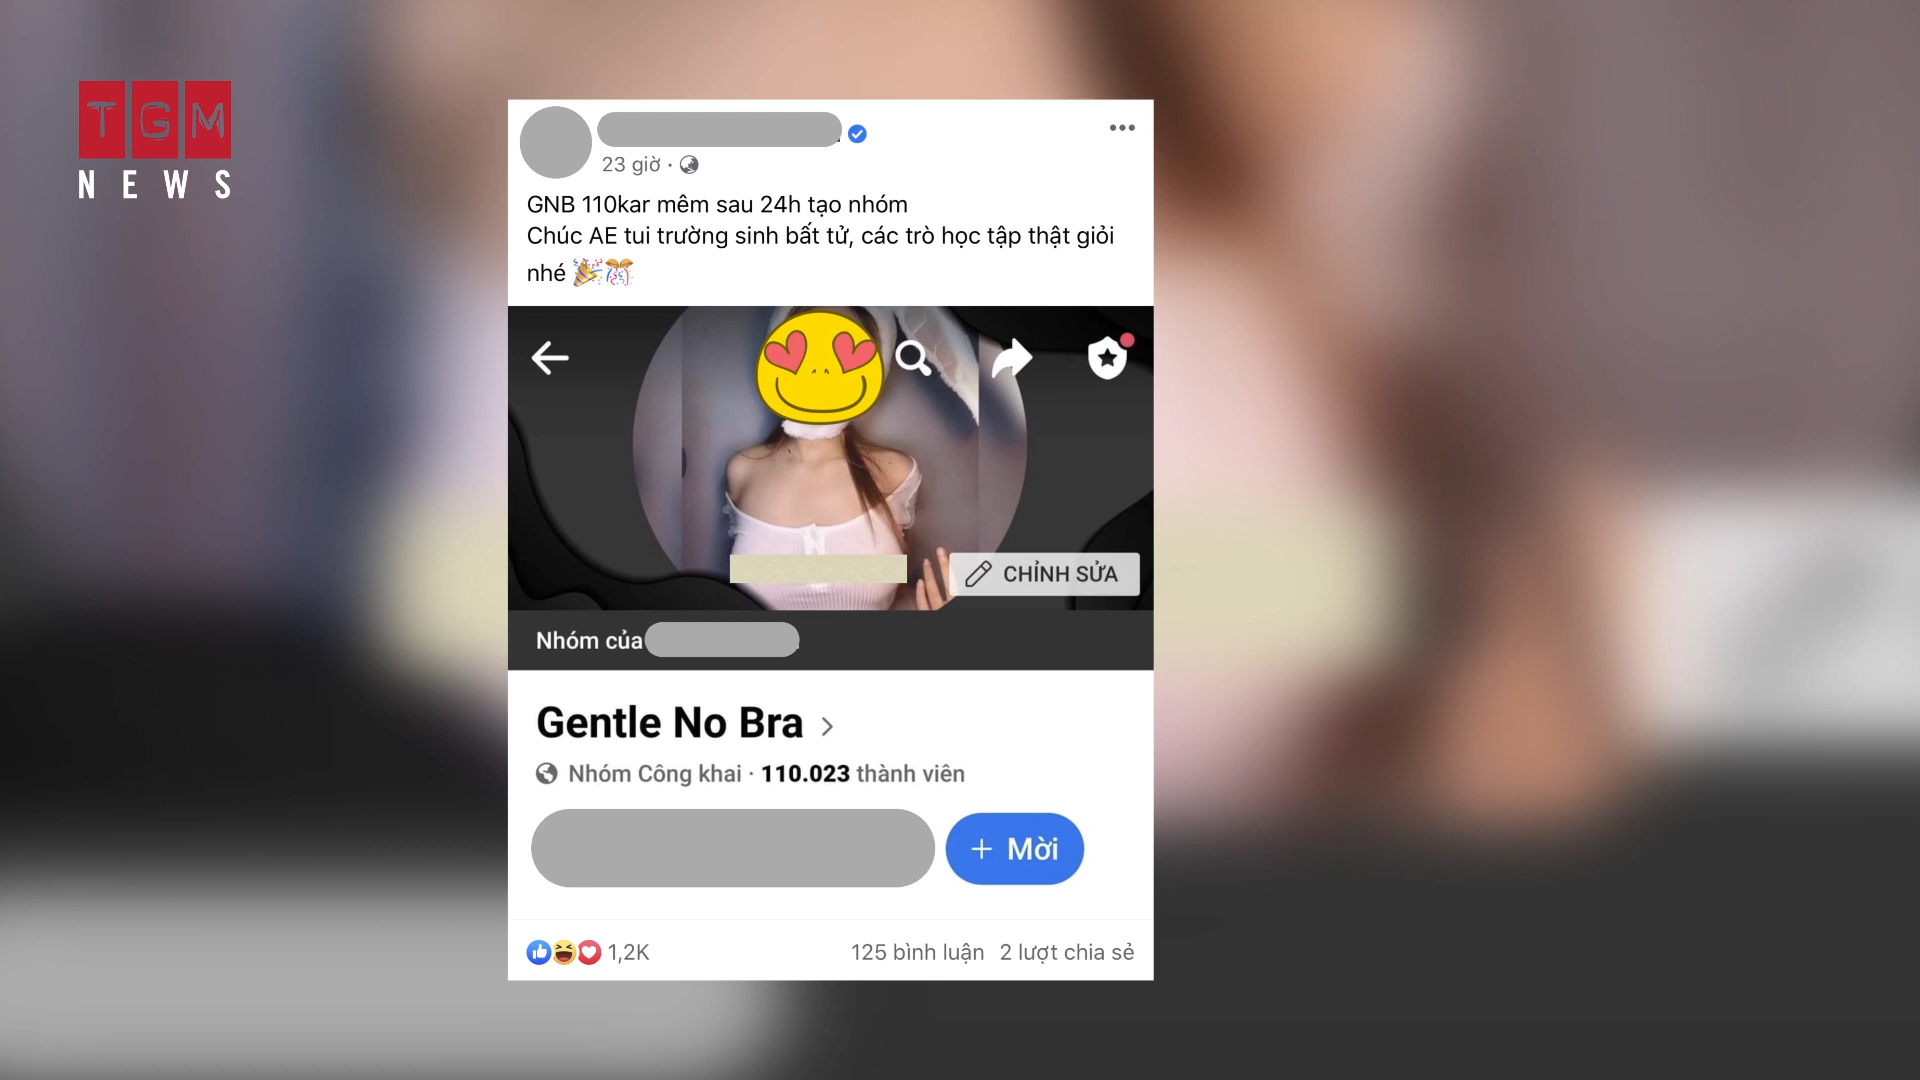 TGM
NEWS
23 giờ ·
GNB 110kar mêm sau 24h tạo nhóm
Chúc AE tui trường sinh bất tử, các trò học tập thật giỏi
nhé
CHỈNH SỬA
Nhóm của
Gentle No Bra
Nhóm Công khai · 110.023 thành viên
+ Mời
1,2K 125 bình luận 2 lượt chia sẻ